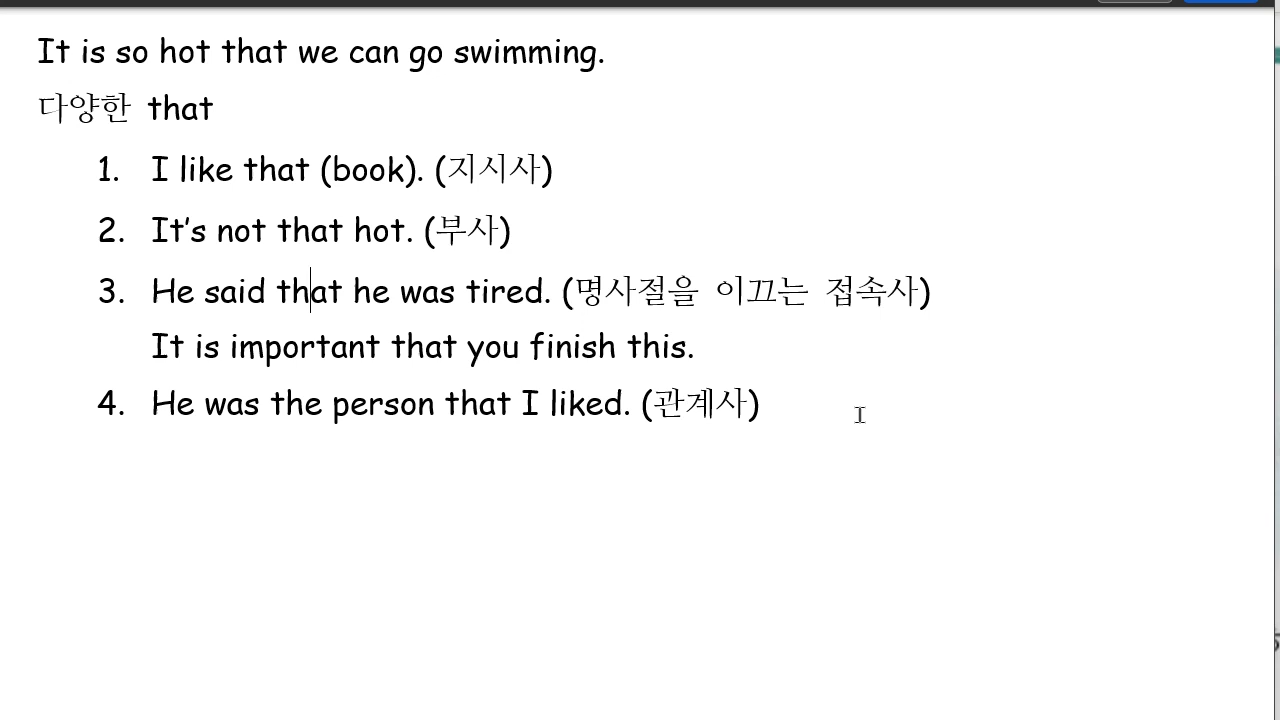 It is so hot that we can go swimming.
다양한 that
1. I like that (book). (지시사)
2. It’s not that hot. (부사)
3. He said that he was tired. (명사절을 이끄는 접속사)
It is important that you finish this.
4. He was the person that I liked. (관계사)